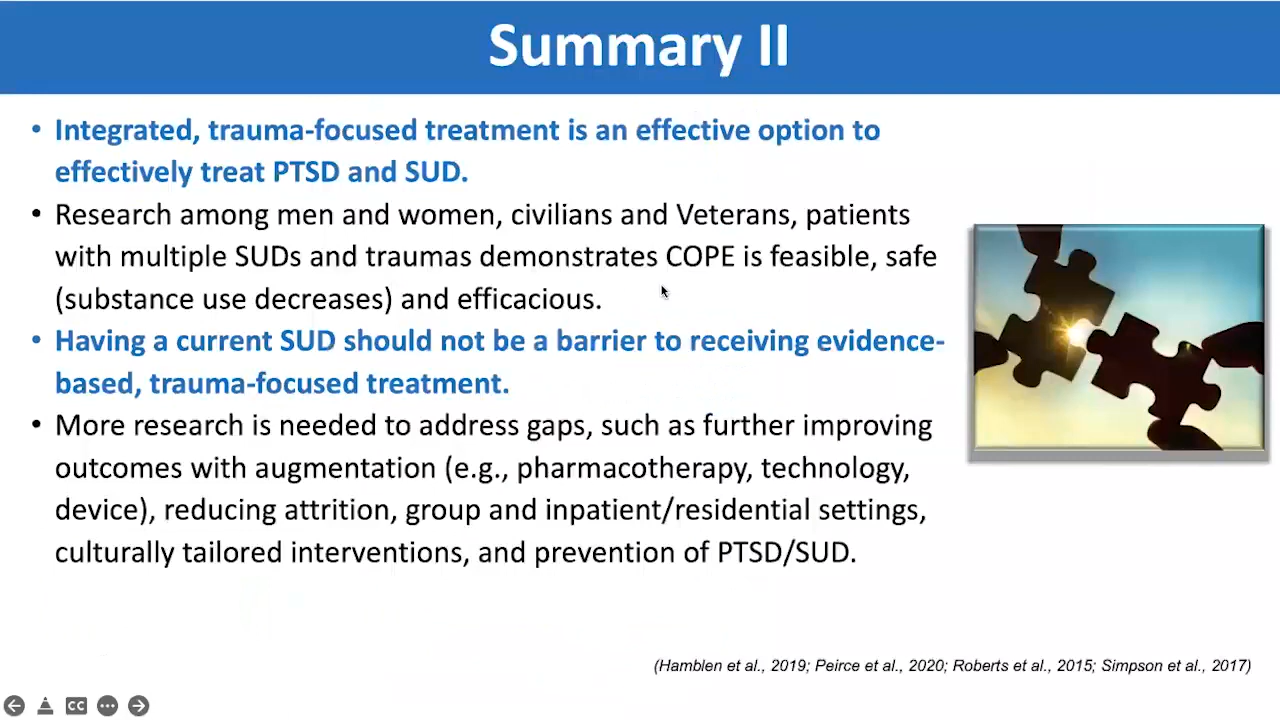 Summary II
• Integrated, trauma-focused treatment is an effective option to
effectively treat PTSD and SUD.
• Research among men and women, civilians and Veterans, patients
with multiple SUDs and traumas demonstrates COPE is feasible, safe
(substance use decreases) and efficacious.
• Having a current SUD should not be a barrier to receiving evidence-
based, trauma-focused treatment.
• More research is needed to address gaps, such as further improving
outcomes with augmentation (e.g., pharmacotherapy, technology,
device), reducing attrition, group and inpatient/residential settings,
culturally tailored interventions, and prevention of PTSD/SUD.
(Hamblen et al., 2019; Peirce et al., 2020; Roberts et al., 2015; Simpson et al., 2017)
CC